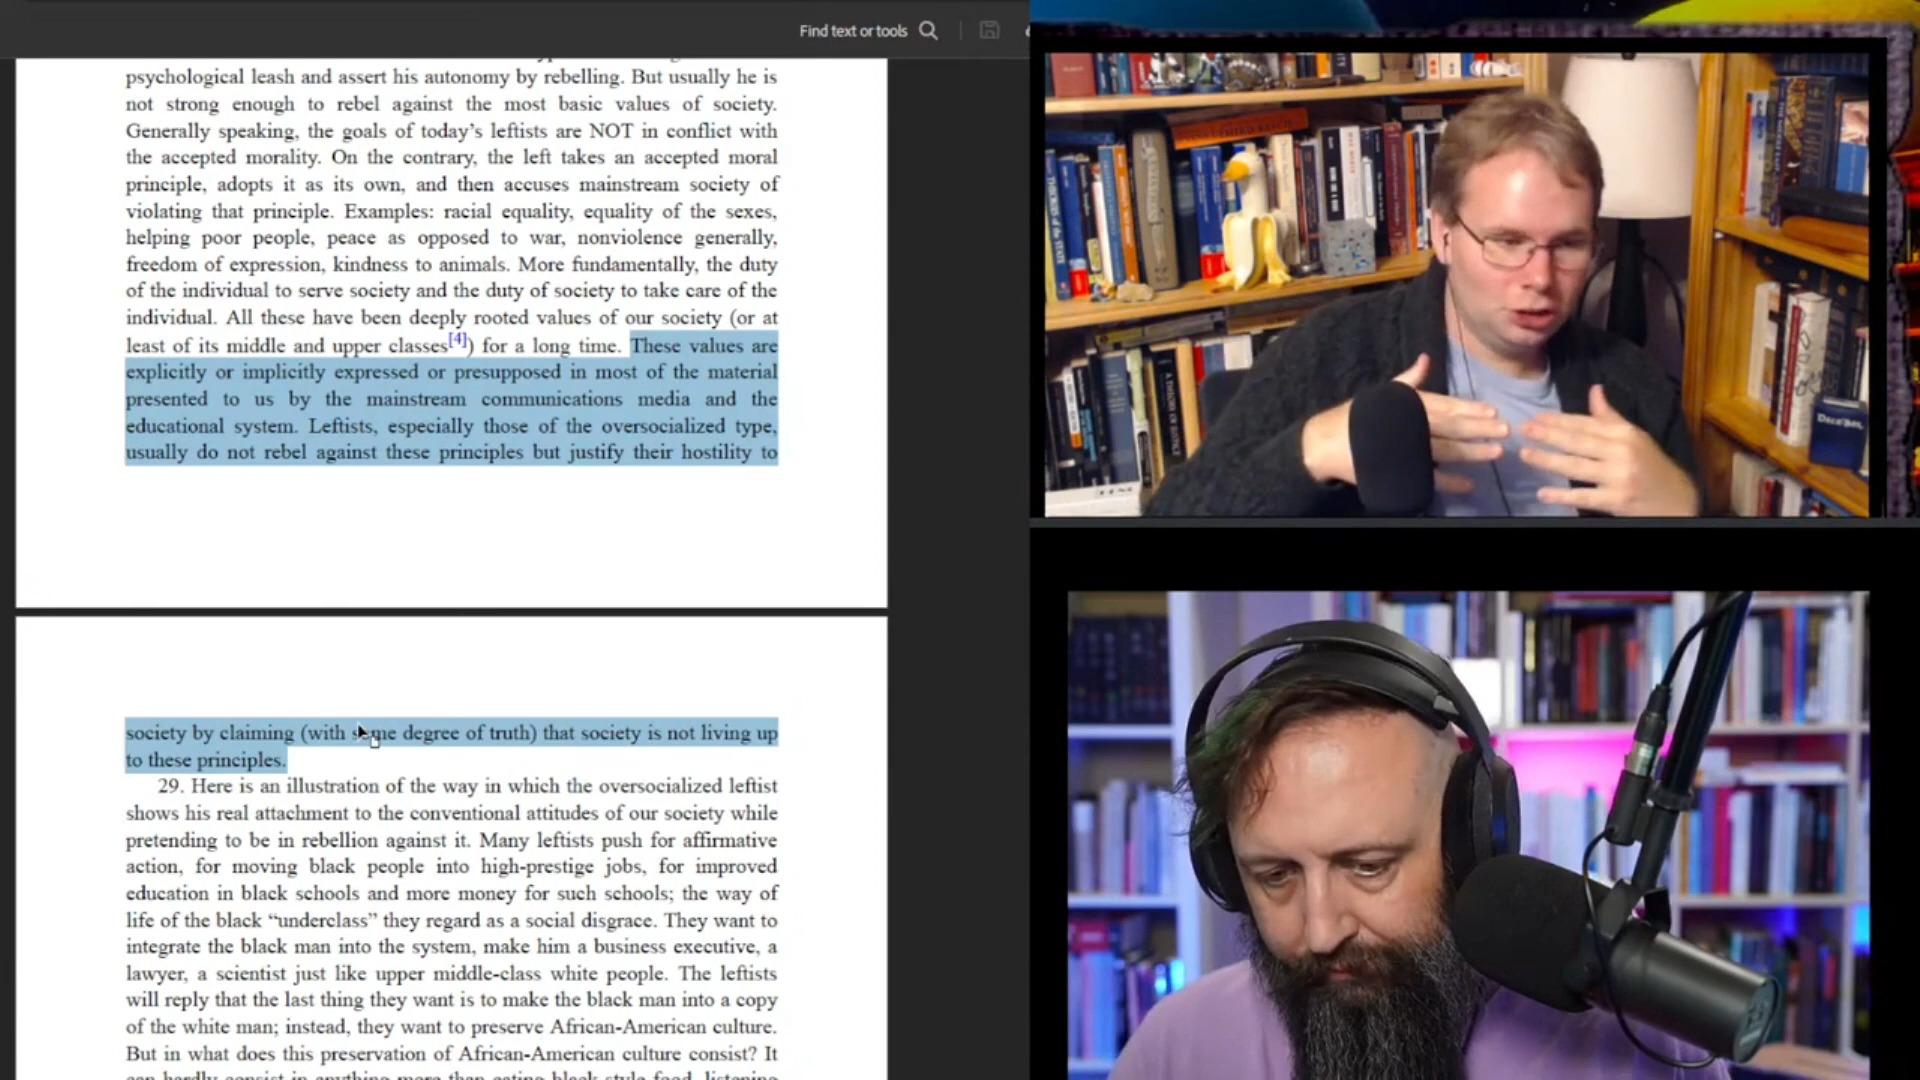 Find text or tools
psychological leash and assert his autonomy by rebelling. But usually he is
not strong enough to rebel against the most basic values of society.
Generally speaking, the goals of today's leftists are NOT in conflict with
the accepted morality. On the contrary, the left takes an accepted moral
principle, adopts it as its own, and then accuses mainstream society of
violating that principle. Examples: racial equality, equality of the sexes,
helping poor people, peace as opposed to war, nonviolence generally,
freedom of expression, kindness to animals. More fundamentally, the duty
of the individual to serve society and the duty of society to take care of the
individual. All these have been deeply rooted values of our society (or at
least of its middle and upper classes[4]) for a long time. These values are
explicitly or implicitly expressed or presupposed in most of the material
presented to us by the mainstream communications media and the
educational system. Leftists, especially those of the oversocialized type,
usually do not rebel against these principles but justify their hostility to
society by claiming (with some degree of truth) that society is not living up
to these principles.
29. Here is an illustration of the way in which the oversocialized leftist
shows his real attachment to the conventional attitudes of our society while
pretending to be in rebellion against it. Many leftists push for affirmative
action, for moving black people into high-prestige jobs, for improved
education in black schools and more money for such schools; the way of
life of the black “underclass” they regard as a social disgrace. They want to
integrate the black man into the system, make him a business executive, a
lawyer, a scientist just like upper middle-class white people. The leftists
will reply that the last thing they want is to make the black man into a copy
of the white man; instead, they want to preserve African-American culture.
But in what does this preservation of African-American culture consist? It
can hardly consist in anything more than eating black-style food, listening